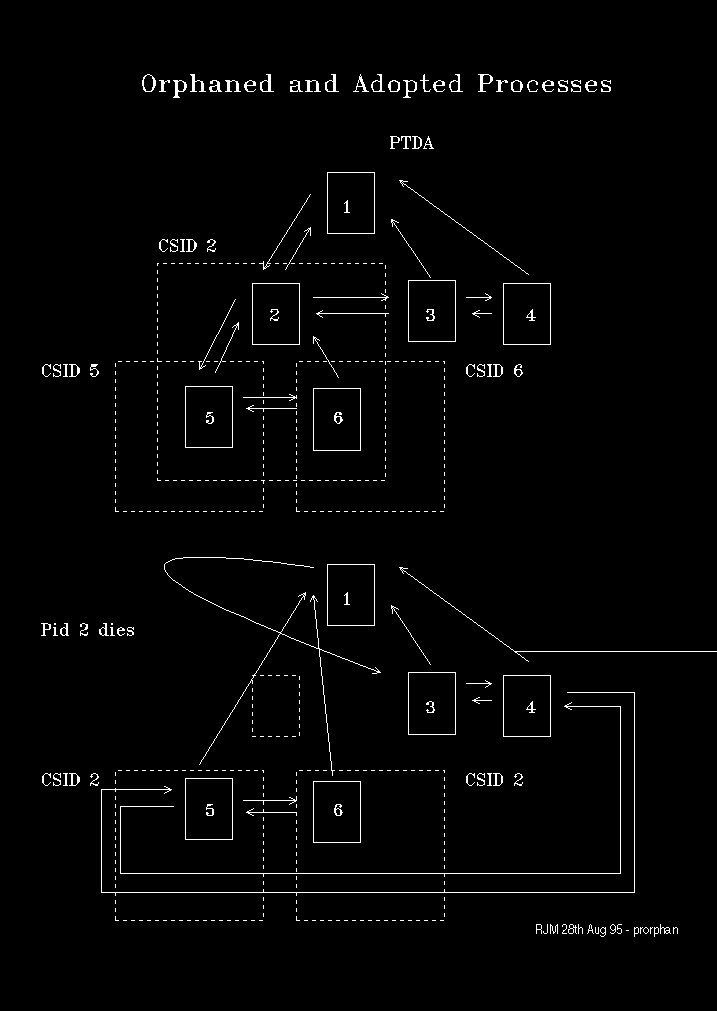 Orphaned and Adopted Processes
PTDA
1
CSID 2
2
3
4
CSID 5
CSID 6
5
6
1
Pid 2 dies
3
4
CSID 2
CSID 2
5
6
RJM 28th Aug 95 - prorphan